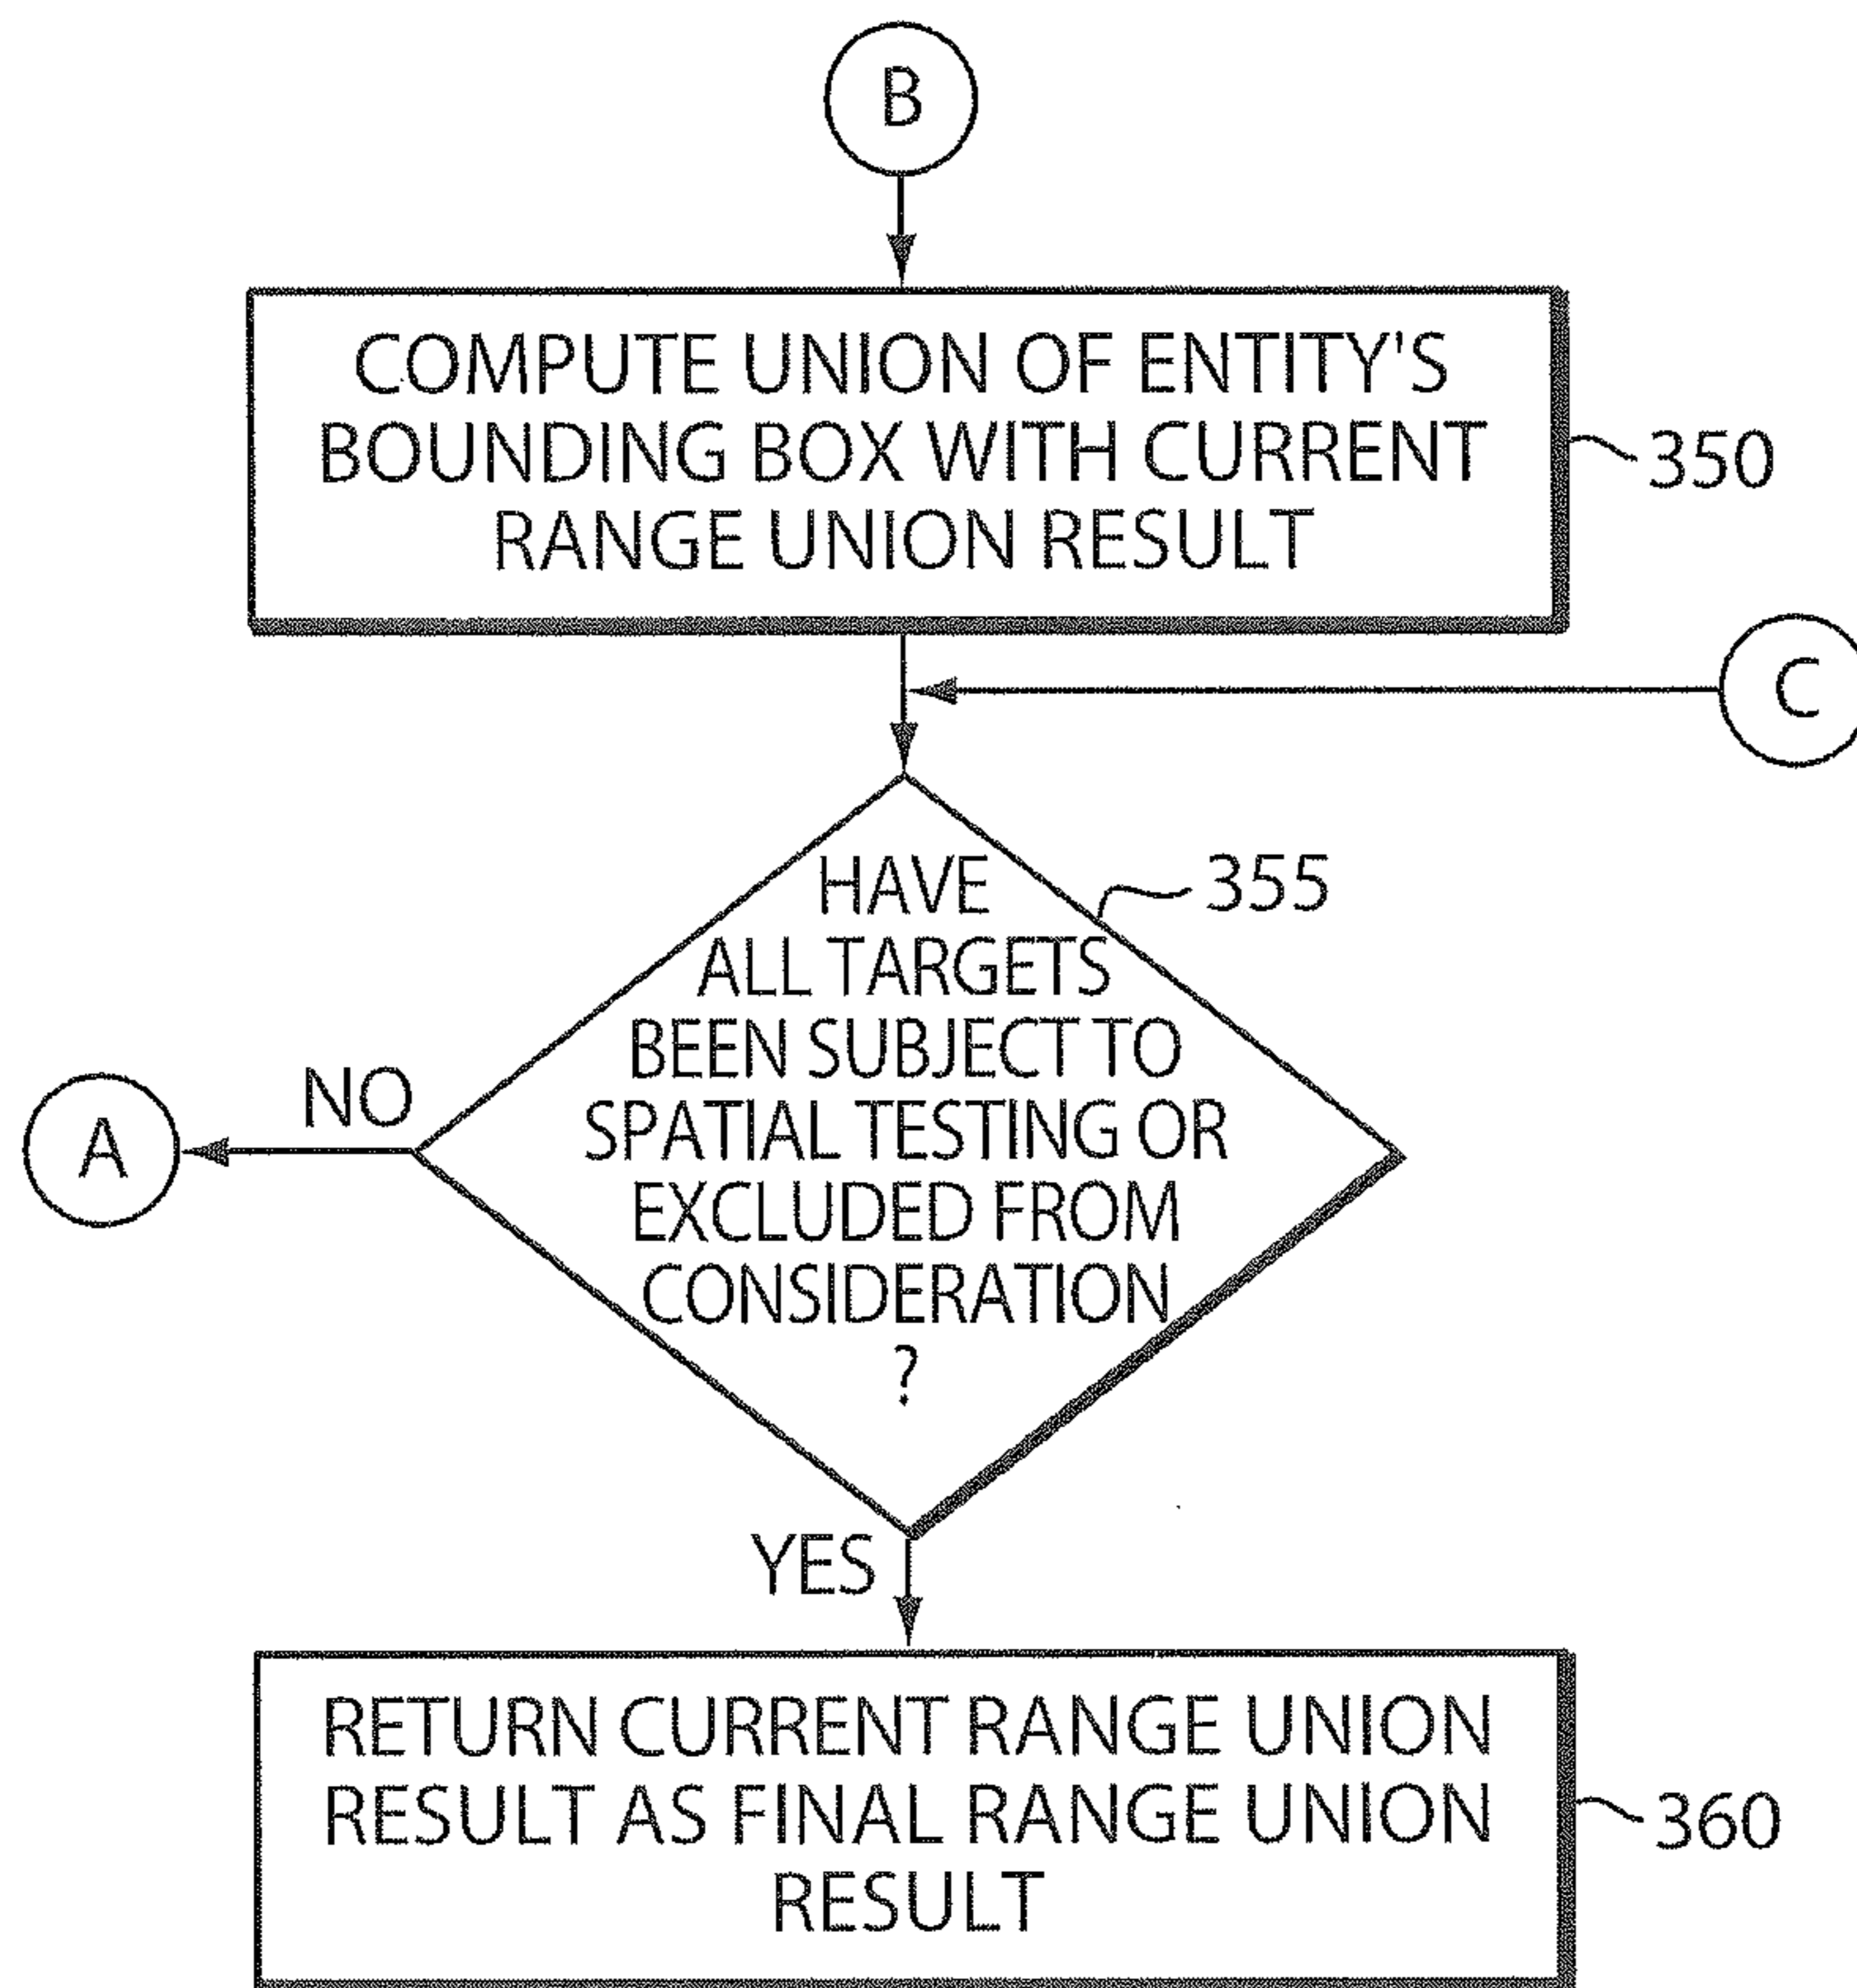 B
COMPUTE UNION OF ENTITY'S
BOUNDING BOX WITH CURRENT
RANGE UNION RESULT
350
C
HAVE
ALL TARGETS
BEEN SUBJECT TO
SPATIAL TESTING OR
EXCLUDED FROM
CONSIDERATION
?
355
NO
A
YES
RETURN CURRENT RANGE UNION
RESULT AS FINAL RANGE UNION
RESULT
360